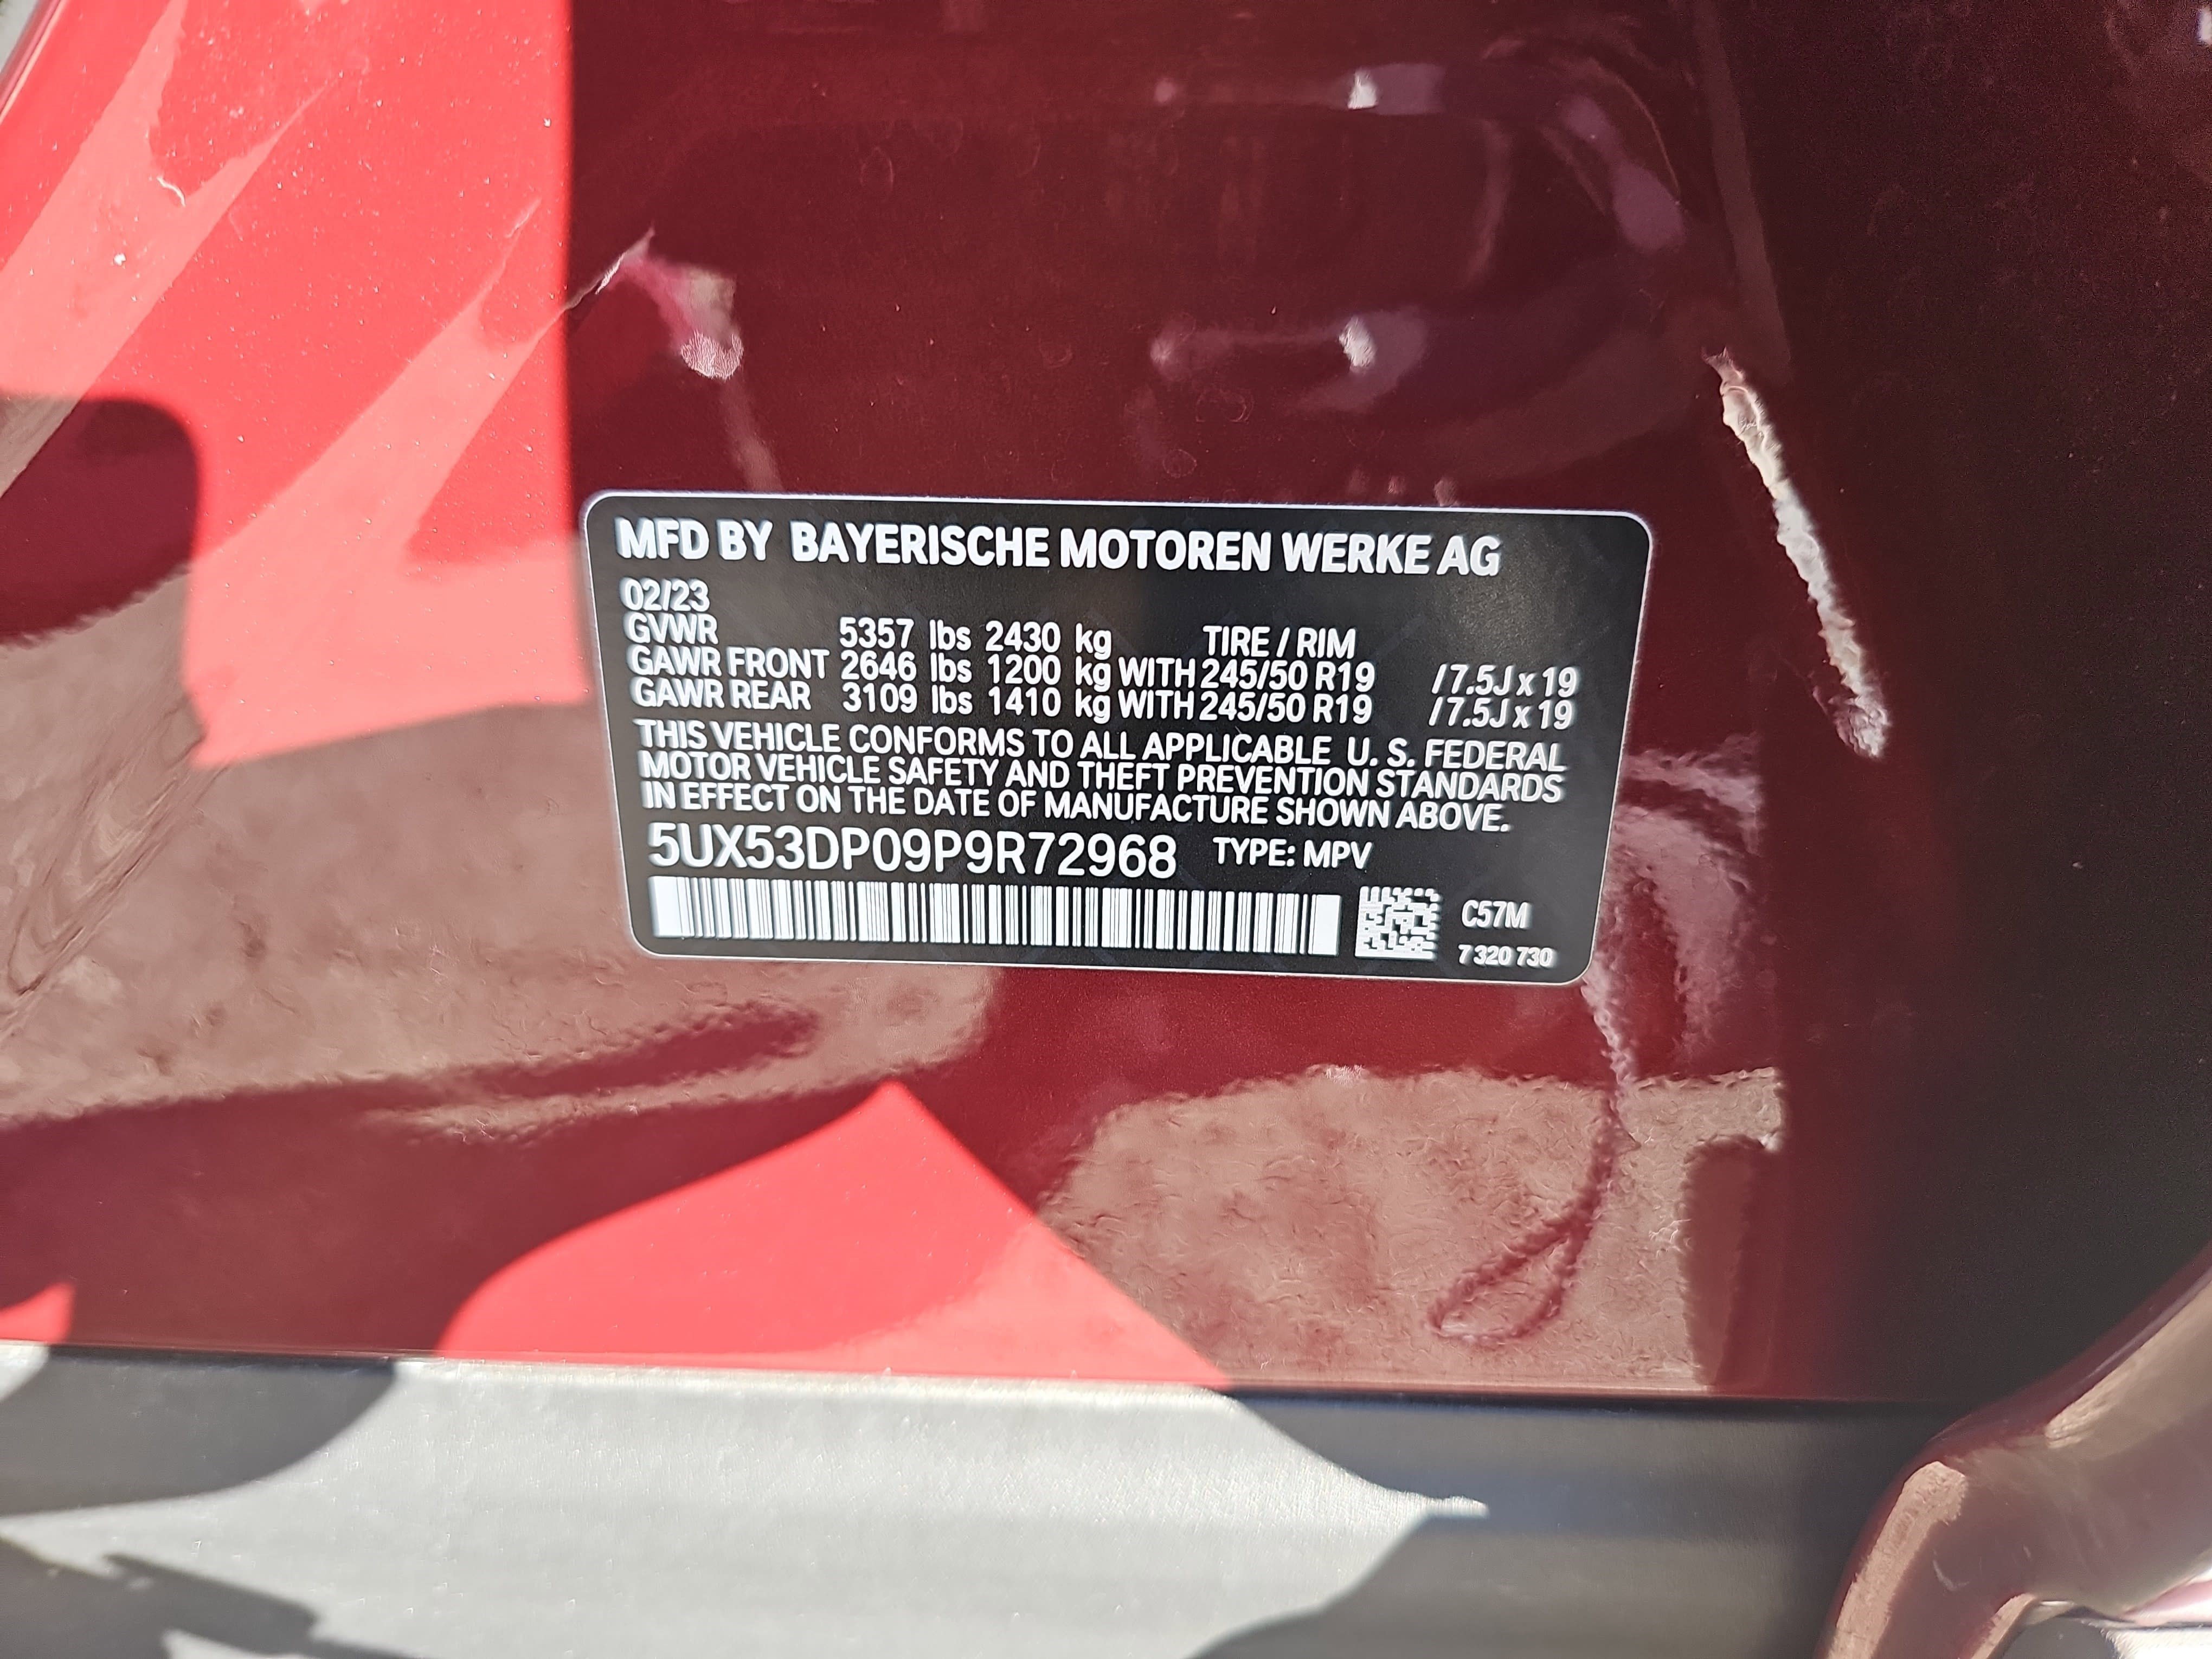 MFD BY BAYERISCHE MOTOREN WERKE AG
02/23
GVWR 5357 lbs 2430 kg TIRE / RIM
GAWR FRONT 2646 lbs 1200 kg WITH 245/50 R19 / 7.5J x 19
GAWR REAR 3109 lbs 1410 kg WITH 245/50 R19 / 7.5J x 19
THIS VEHICLE CONFORMS TO ALL APPLICABLE U. S. FEDERAL
MOTOR VEHICLE SAFETY AND THEFT PREVENTION STANDARDS
IN EFFECT ON THE DATE OF MANUFACTURE SHOWN ABOVE.
5UX53DP09P9R72968 TYPE: MPV
C57M
7 320 730